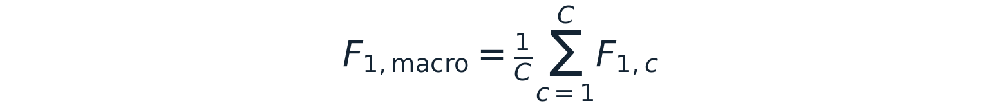 F_{1,macro} = \frac{1}{C} \sum_{c=1}^{C} F_{1,c}